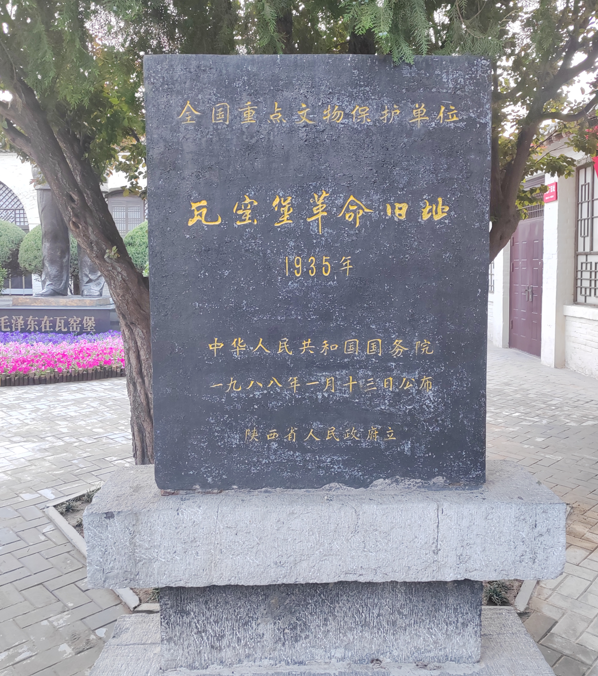 全国重点文物保护单位
瓦窑堡革命旧址
1935年
中华人民共和国国务院
一九八八年一月十三日公布
陕西省人民政府立
毛泽东在瓦窑堡